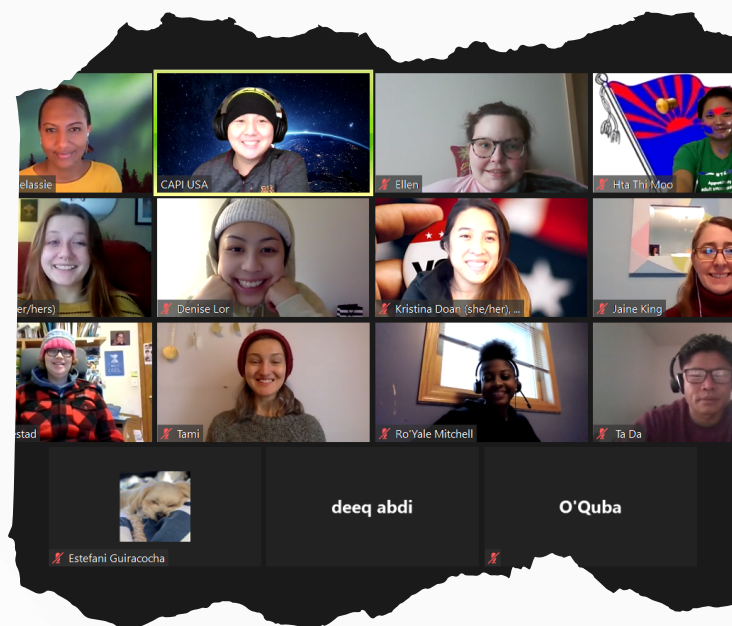 elassie
CAPI USA
Ellen
Hta Thi Moo
er/hers)
Denise Lor
Kristina Doan (she/her), ...
Jaine King
stad
Tami
Ro'Yale Mitchell
Ta Da
Estefani Guiracocha
deeq abdi
O'Quba